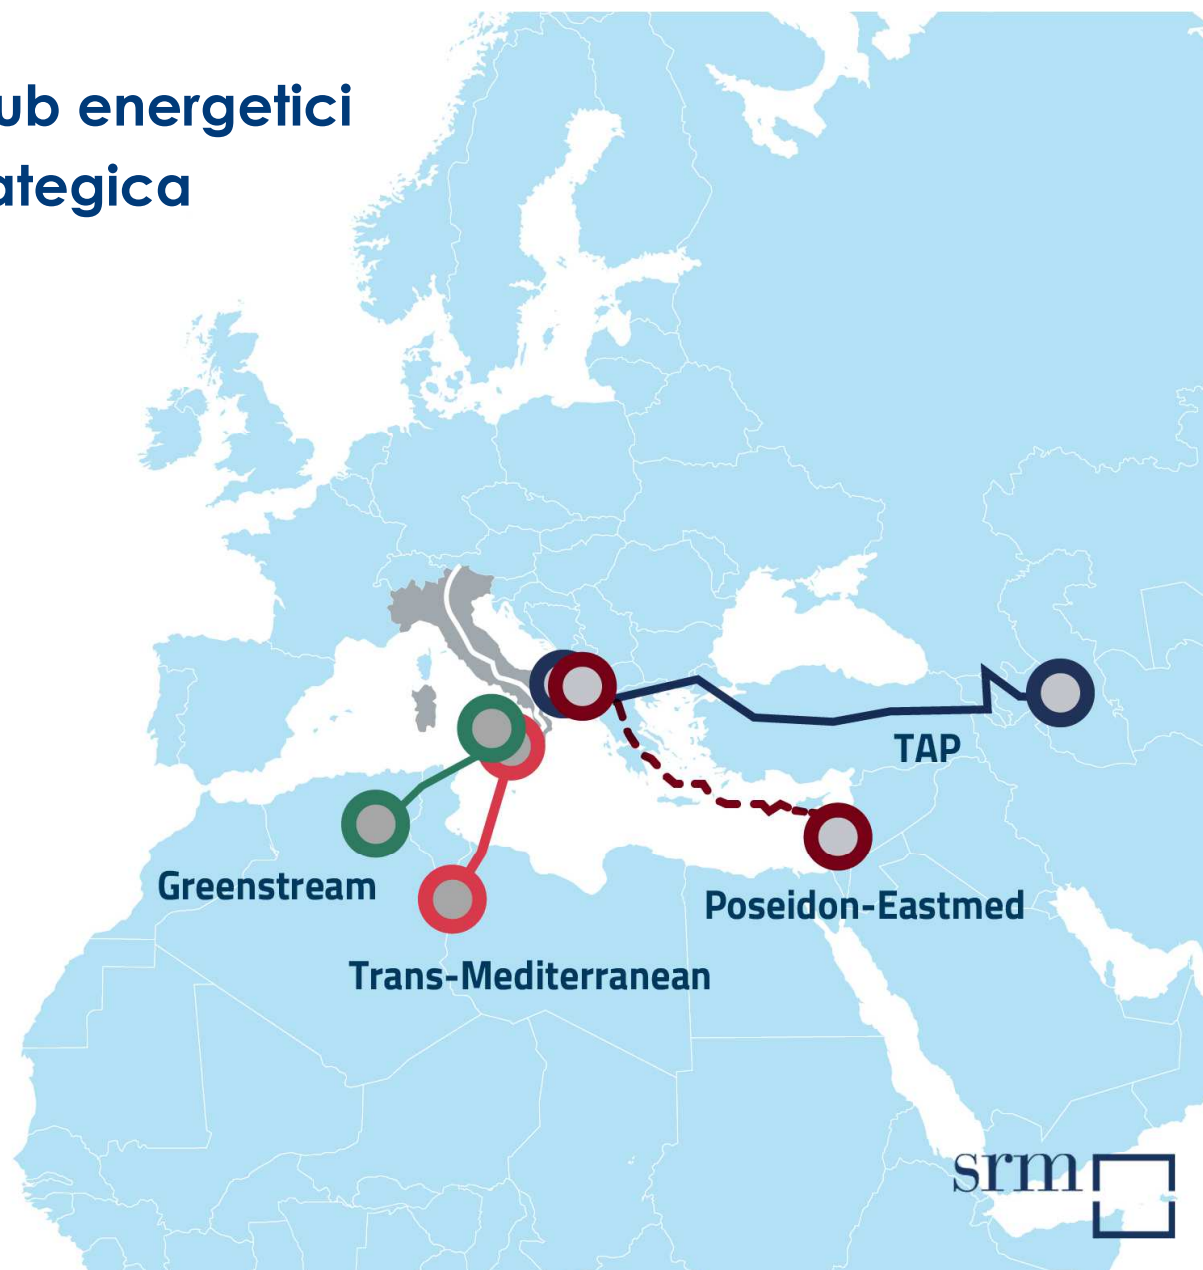 ub energetici
ategica
TAP
Greenstream
Poseidon-Eastmed
Trans-Mediterranean
srm